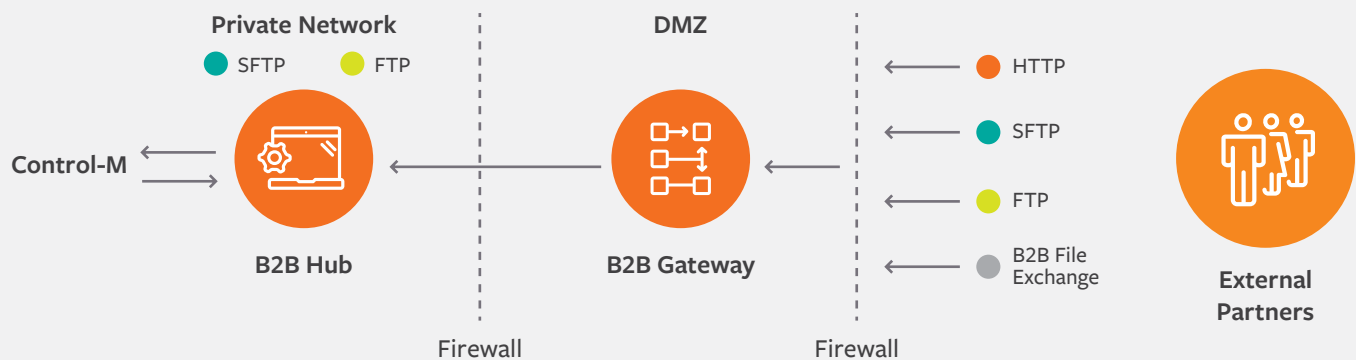 Private Network
DMZ
SFTP
FTP
HTTP
SFTP
FTP
B2B File
Exchange
Control-M
B2B Hub
B2B Gateway
External
Partners
Firewall
Firewall